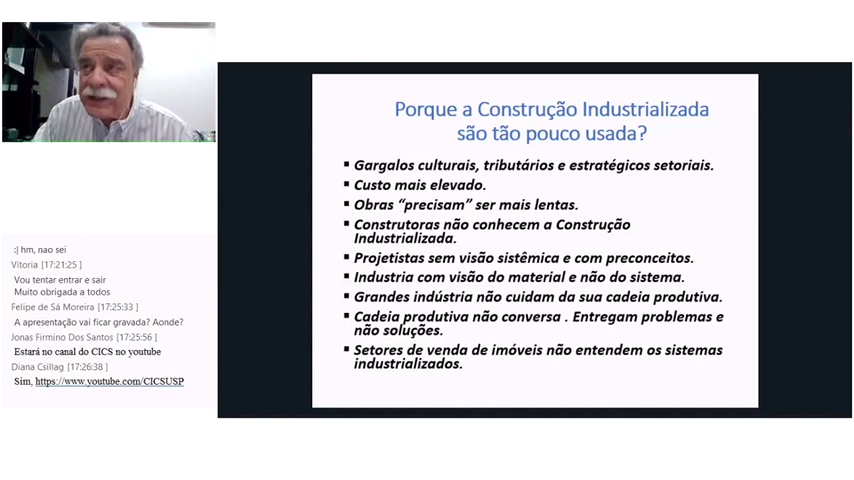 Porque a Construção Industrializada
são tão pouco usada?
▪ Gargalos culturais, tributários e estratégicos setoriais.
▪ Custo mais elevado.
▪ Obras “precisam” ser mais lentas.
▪ Construtoras não conhecem a Construção
Industrializada.
▪ Projetistas sem visão sistêmica e com preconceitos.
▪ Industria com visão do material e não do sistema.
▪ Grandes indústria não cuidam da sua cadeia produtiva.
▪ Cadeia produtiva não conversa . Entregam problemas e
não soluções.
▪ Setores de venda de imóveis não entendem os sistemas
industrializados.
:| hm, nao sei
Vitoria [17:21:25 ]
Vou tentar entrar e sair
Muito obrigada a todos
Felipe de Sá Moreira [17:25:33 ]
A apresentação vai ficar gravada? Aonde?
Jonas Firmino Dos Santos [17:25:56 ]
Estará no canal do CICS no youtube
Diana Csillag [17:26:38 ]
Sim, https://www.youtube.com/CICSUSP